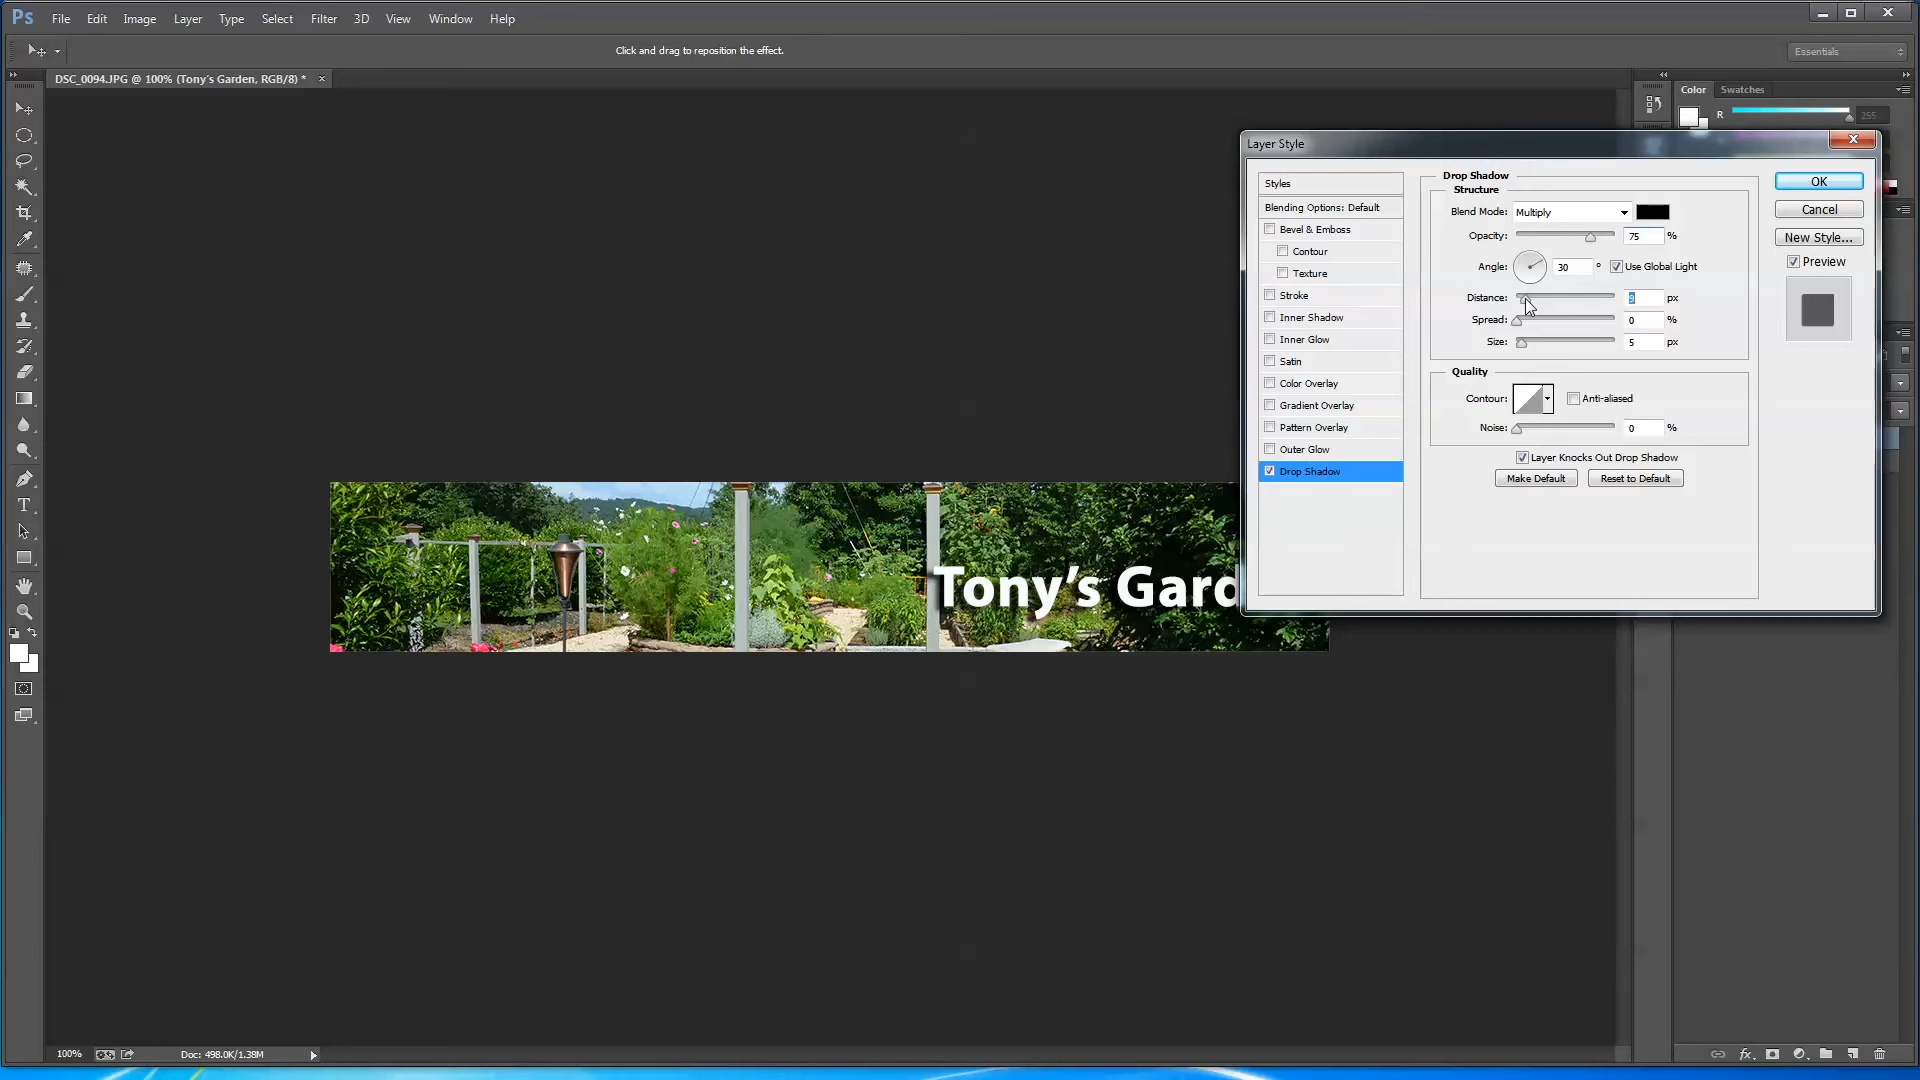 Ps File Edit Image Layer Type Select Filter 3D View Window Help
Click and drag to reposition the effect.
Essentials
DSC_0094.JPG @ 100% (Tony's Garden, RGB/8) *
Color Swatches
R 255
Layer Style
Styles
Blending Options: Default
Bevel & Emboss
Contour
Texture
Stroke
Inner Shadow
Inner Glow
Satin
Color Overlay
Gradient Overlay
Pattern Overlay
Outer Glow
Drop Shadow
Drop Shadow
Structure
Blend Mode: Multiply
Opacity: 75 %
Angle: 30 ° Use Global Light
Distance: 9 px
Spread: 0 %
Size: 5 px
Quality
Contour: Anti-aliased
Noise: 0 %
Layer Knocks Out Drop Shadow
Make Default Reset to Default
OK
Cancel
New Style...
Preview
Tony's Gard
100% Doc: 498.0K/1.38M